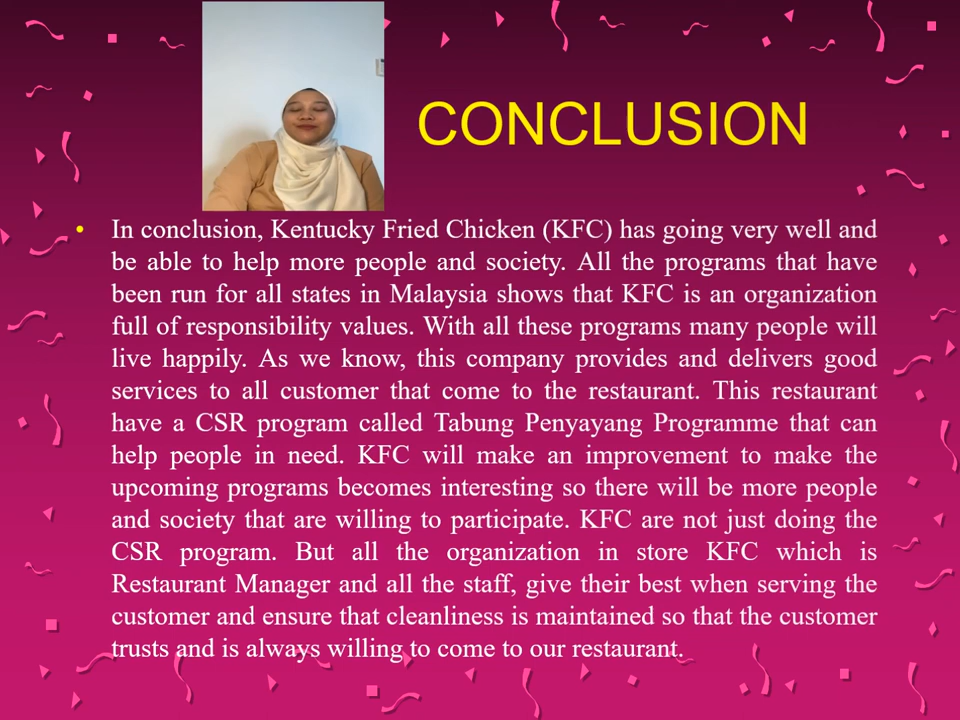 CONCLUSION
• In conclusion, Kentucky Fried Chicken (KFC) has going very well and
be able to help more people and society. All the programs that have
been run for all states in Malaysia shows that KFC is an organization
full of responsibility values. With all these programs many people will
live happily. As we know, this company provides and delivers good
services to all customer that come to the restaurant. This restaurant
have a CSR program called Tabung Penyayang Programme that can
help people in need. KFC will make an improvement to make the
upcoming programs becomes interesting so there will be more people
and society that are willing to participate. KFC are not just doing the
CSR program. But all the organization in store KFC which is
Restaurant Manager and all the staff, give their best when serving the
customer and ensure that cleanliness is maintained so that the customer
trusts and is always willing to come to our restaurant.